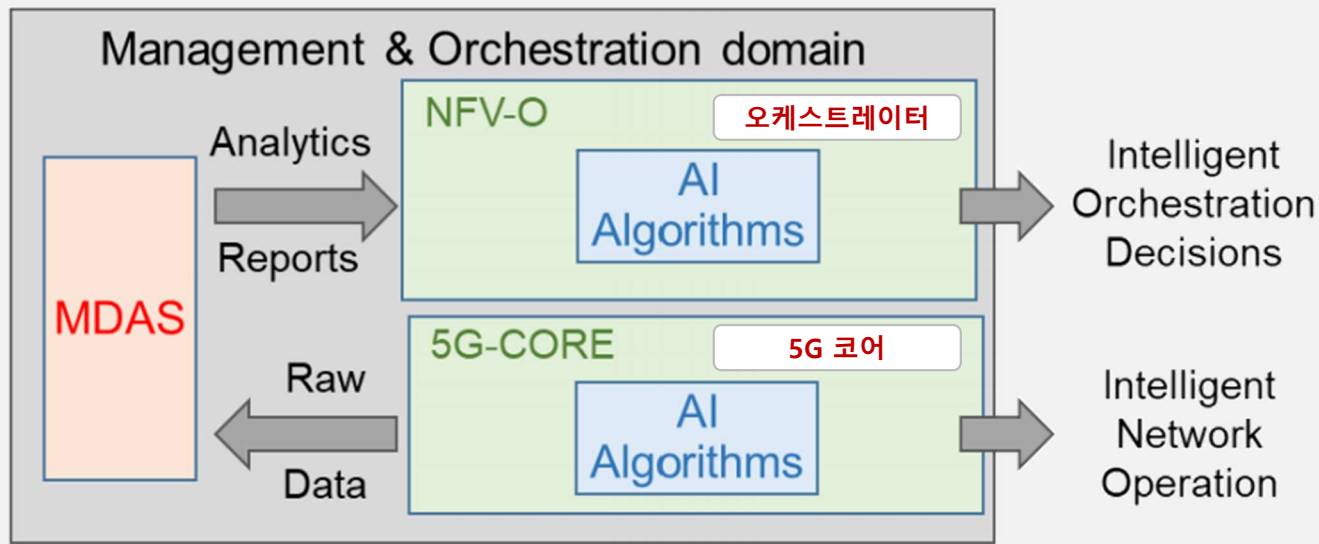 Management & Orchestration domain
NFV-O
오케스트레이터
AI
Algorithms
Analytics
Reports
MDAS
5G-CORE
5G 코어
AI
Algorithms
Raw
Data
Intelligent
Orchestration
Decisions
Intelligent
Network
Operation